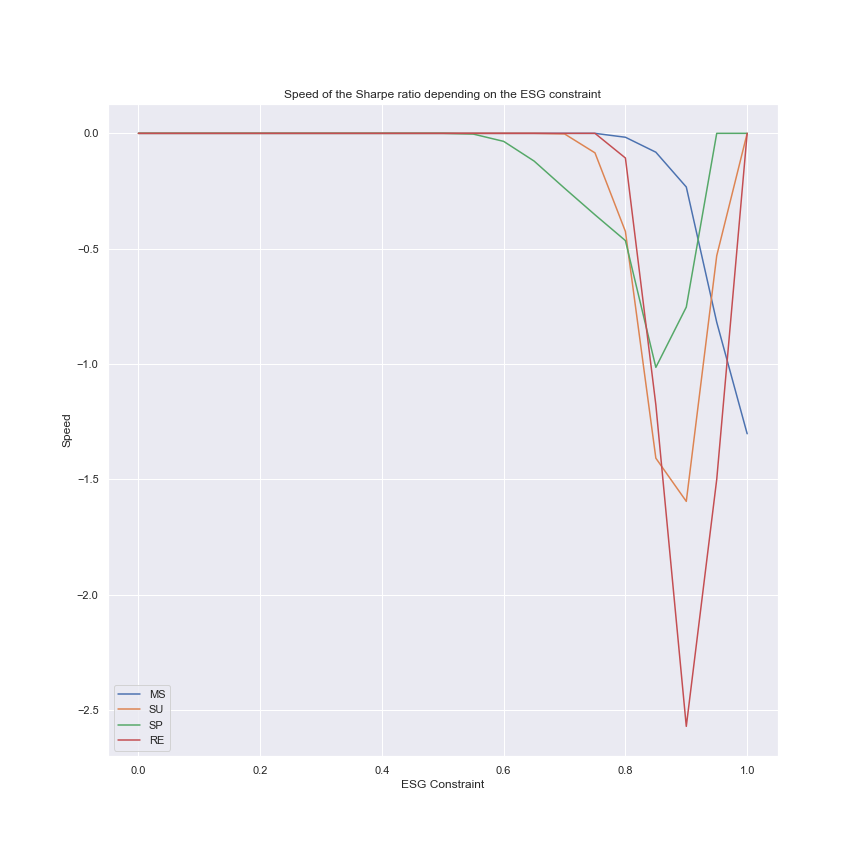 Speed of the Sharpe ratio depending on the ESG constraint
0.0
−0.5
−1.0
−1.5
−2.0
−2.5
Speed
MS
SU
SP
RE
0.0 0.2 0.4 0.6 0.8 1.0
ESG Constraint